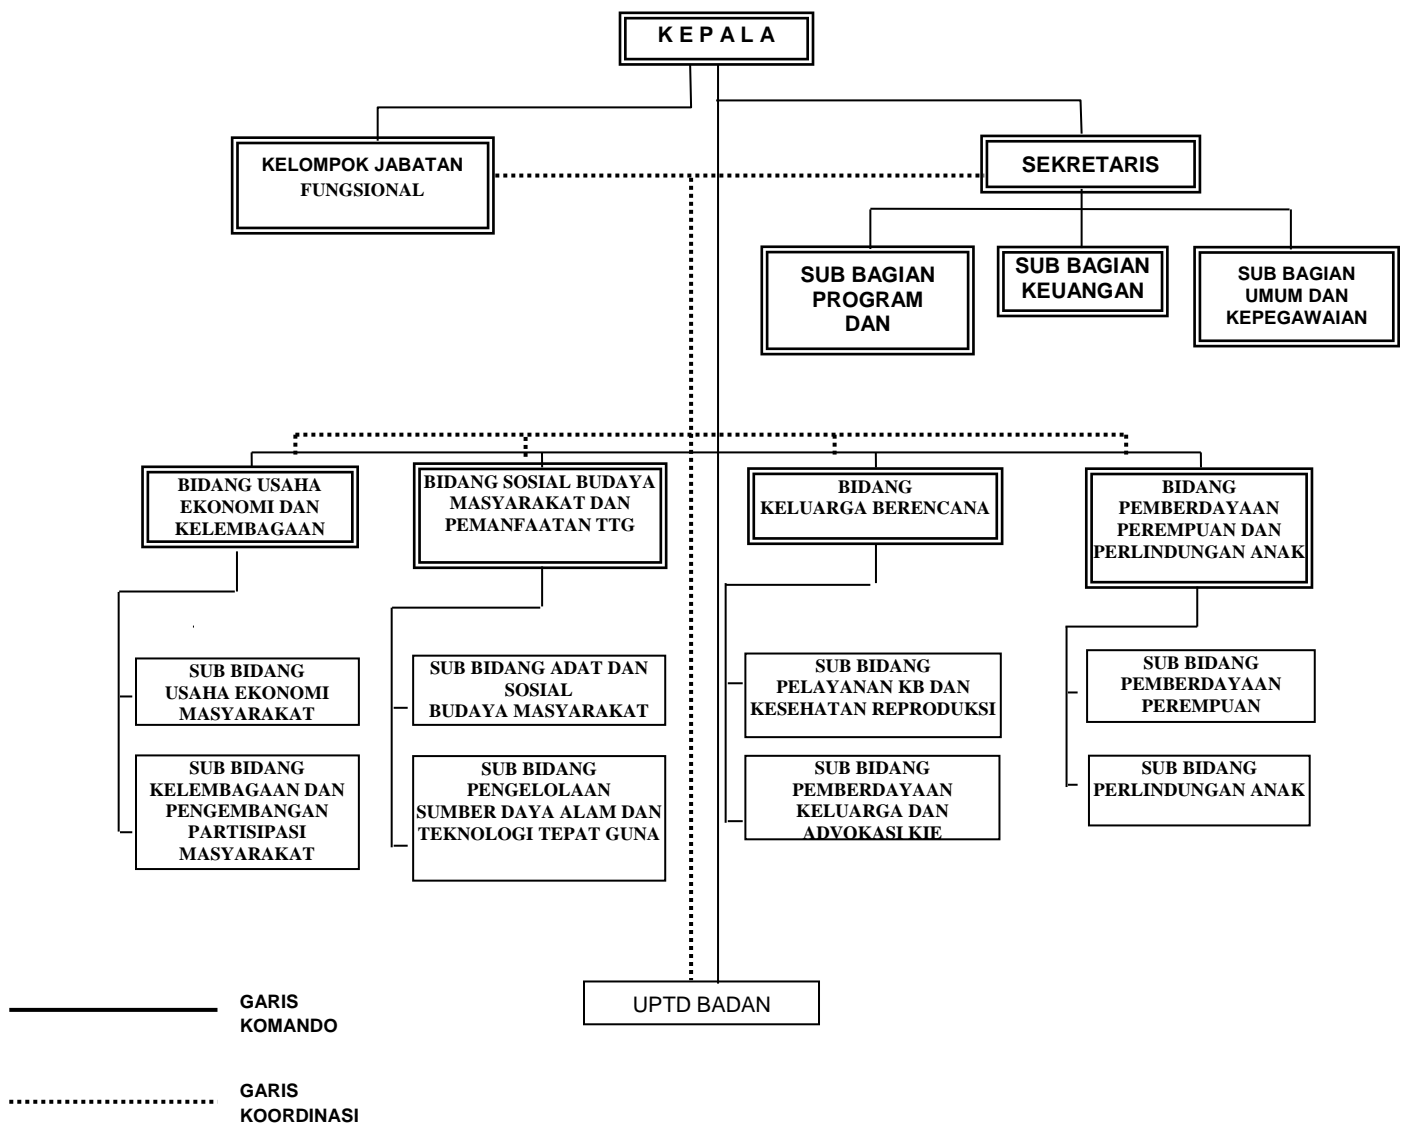 K E P A L A
KELOMPOK JABATAN
FUNGSIONAL
SEKRETARIS
SUB BAGIAN
PROGRAM
DAN
SUB BAGIAN
KEUANGAN
SUB BAGIAN
UMUM DAN
KEPEGAWAIAN
BIDANG USAHA
EKONOMI DAN
KELEMBAGAAN
BIDANG SOSIAL BUDAYA
MASYARAKAT DAN
PEMANFAATAN TTG
BIDANG
KELUARGA BERENCANA
BIDANG
PEMBERDAYAAN
PEREMPUAN DAN
PERLINDUNGAN ANAK
SUB BIDANG
USAHA EKONOMI
MASYARAKAT
SUB BIDANG ADAT DAN
SOSIAL
BUDAYA MASYARAKAT
SUB BIDANG
PELAYANAN KB DAN
KESEHATAN REPRODUKSI
SUB BIDANG
PEMBERDAYAAN
PEREMPUAN
SUB BIDANG
KELEMBAGAAN DAN
PENGEMBANGAN
PARTISIPASI
MASYARAKAT
SUB BIDANG
PENGELOLAAN
SUMBER DAYA ALAM DAN
TEKNOLOGI TEPAT GUNA
SUB BIDANG
PEMBERDAYAAN
KELUARGA DAN
ADVOKASI KIE
SUB BIDANG
PERLINDUNGAN ANAK
UPTD BADAN
GARIS
KOMANDO
GARIS
KOORDINASI